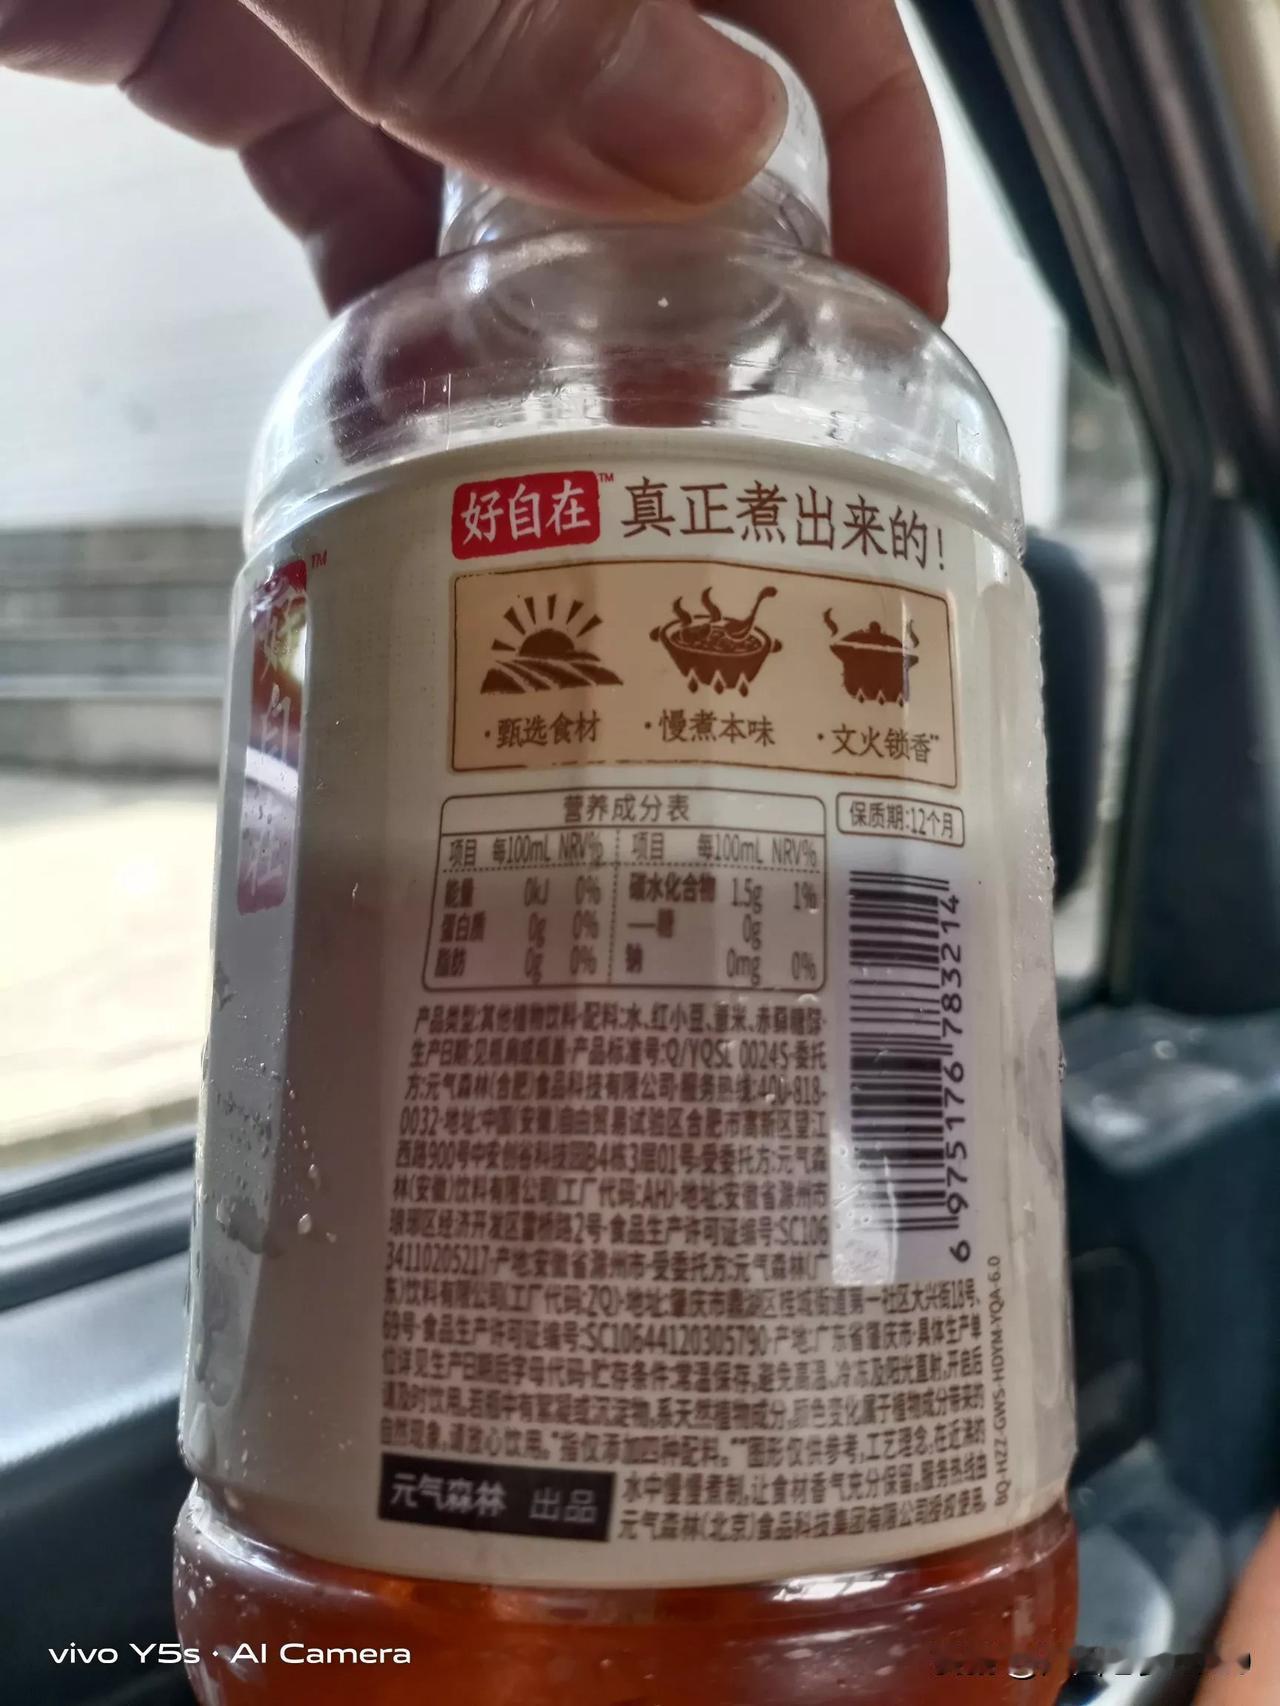 好自在™ 真正煮出来的!
TM
·甄选食材 ·慢煮本味 ·文火锁香**
营养成分表
保质期:12个月
项目 每100mL NRV% 项目 每100mL NRV%
能量 0kJ 0% 碳水化合物 1.5g 1%
蛋白质 0g 0% —糖 0g
脂肪 0g 0% 钠 0mg 0%
6 975176 783214
产品类型:其他植物饮料·配料:水、红小豆、薏米、赤藓糖醇·
生产日期:见瓶肩或瓶盖·产品标准号:Q/YQSL 0024S·委托
方:元气森林(合肥)食品科技有限公司·服务热线:400-818-
0032·地址:中国(安徽)自由贸易试验区合肥市高新区望江
西路900号中安创谷科技园B4栋3层01号·受委托方:元气森
林(安徽)饮料有限公司(工厂代码:AH)·地址:安徽省滁州市
琅琊区经济开发区雷桥路2号·食品生产许可证编号:SC106
34110205217·产地:安徽省滁州市·受委托方:元气森林(广
东)饮料有限公司(工厂代码:ZQ)·地址:肇庆市鼎湖区桂城街道第一社区大兴街18号、
69号·食品生产许可证编号:SC10644120305790·产地:广东省肇庆市·具体生产单
位详见生产日期后字母代码·贮存条件:常温保存,避免高温、冷冻及阳光直射,开启后
请及时饮用。若瓶中有絮凝或沉淀物,系天然植物成分,颜色变化属于植物成分带来的
自然现象,请放心饮用。*指仅添加四种配料。**图形仅供参考,工艺理念,在近沸的
水中慢慢煮制,让食材香气充分保留。服务热线由
元气森林(北京)食品科技集团有限公司授权使用。
元气森林 出品
BQ-HZZ-GWS-HDYM-YQA-6.0
vivo Y5s · AI Camera